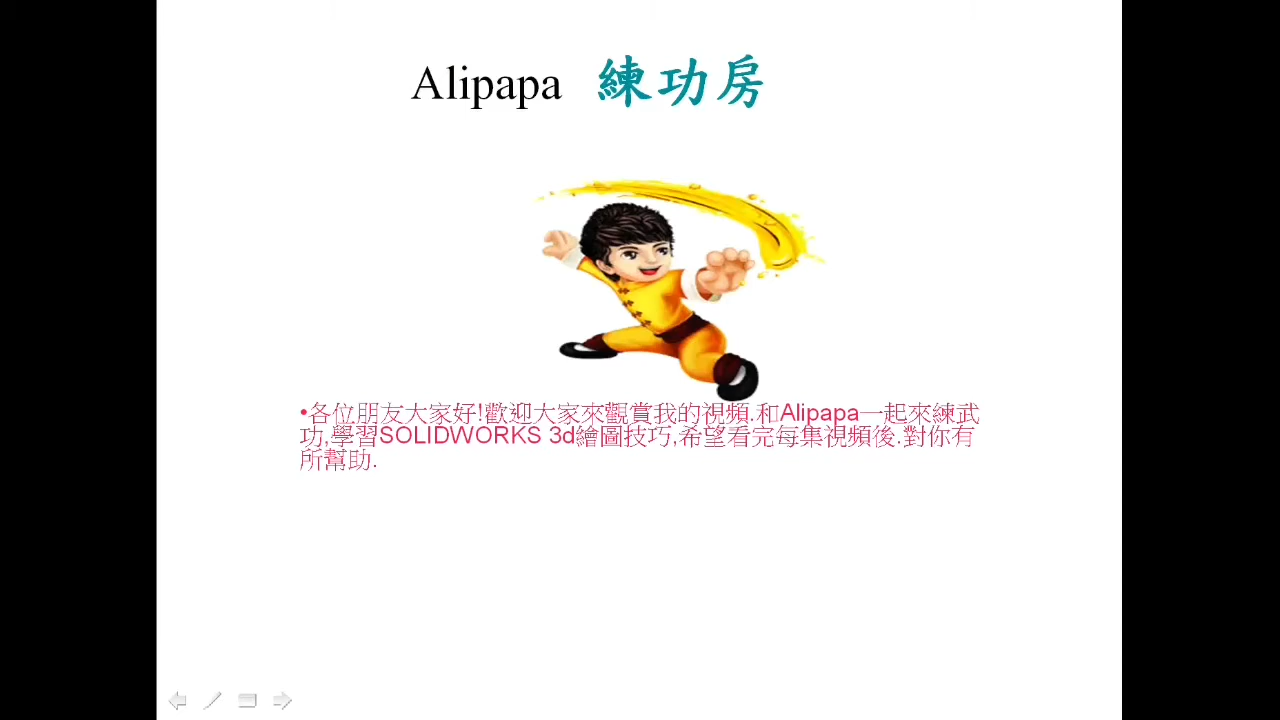 Alipapa 練功房
•各位朋友大家好!歡迎大家來觀賞我的視頻.和Alipapa一起來練武
功,學習SOLIDWORKS 3d繪圖技巧,希望看完每集視頻後.對你有
所幫助.